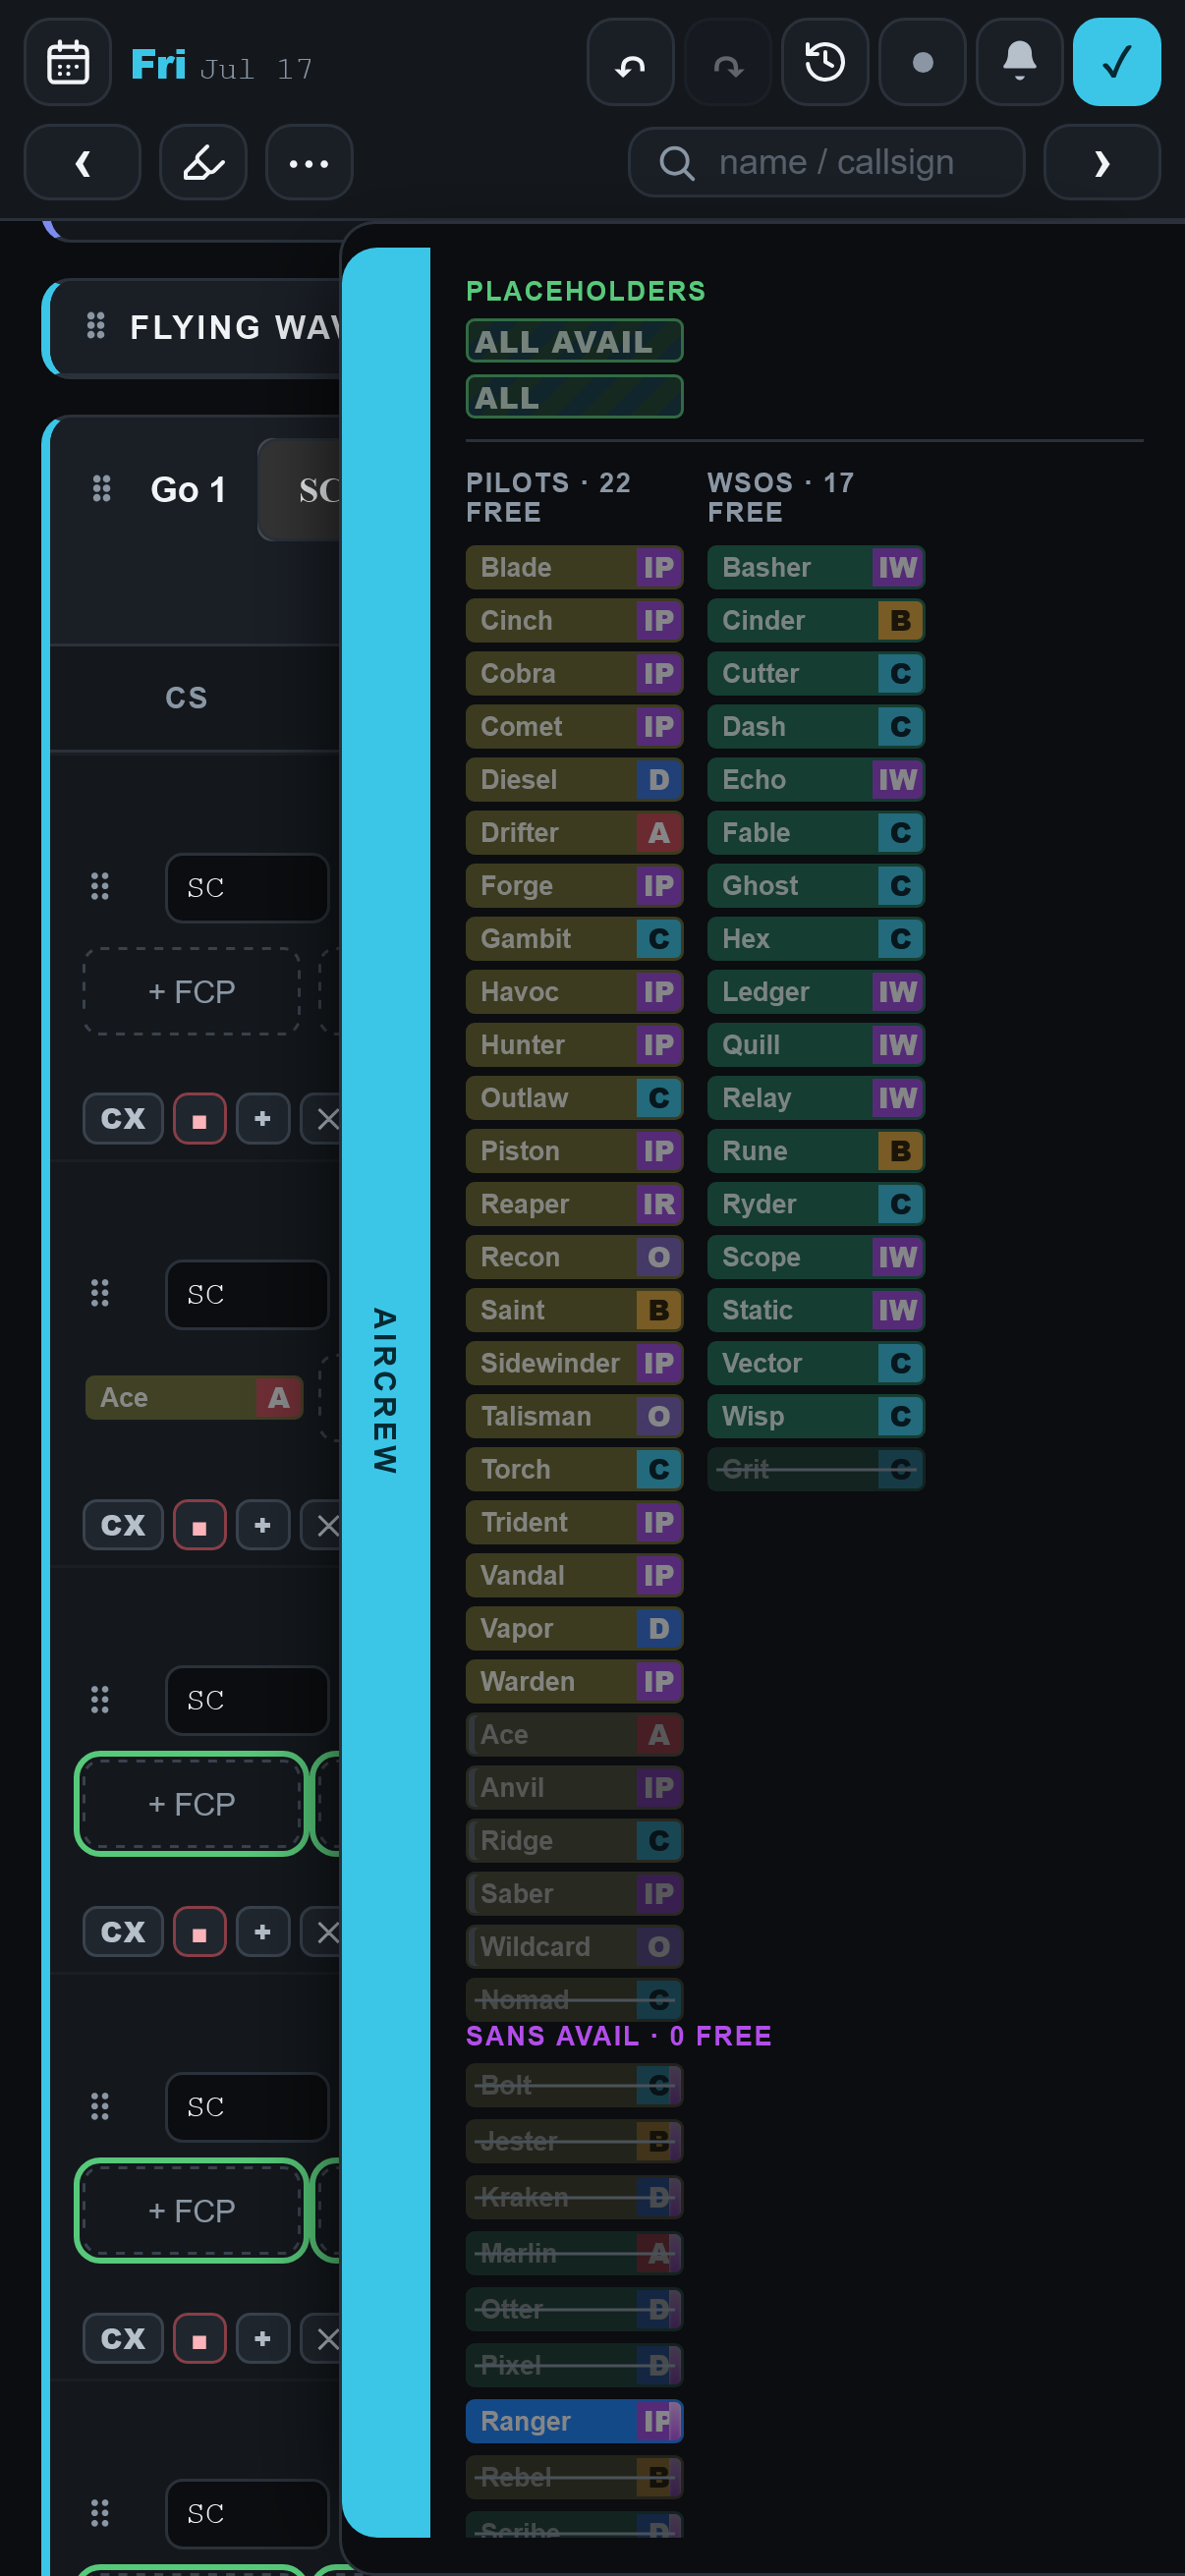 Fri Jul 17
name / callsign
FLYING WAV
Go 1 SC
CS
SC
+ FCP
CX + ×
SC
Ace A
CX + ×
SC
+ FCP
CX + ×
SC
+ FCP
CX + ×
SC
AIRCREW
PLACEHOLDERS
ALL AVAIL
ALL
PILOTS · 22 FREE
Blade IP
Cinch IP
Cobra IP
Comet IP
Diesel D
Drifter A
Forge IP
Gambit C
Havoc IP
Hunter IP
Outlaw C
Piston IP
Reaper IR
Recon O
Saint B
Sidewinder IP
Talisman O
Torch C
Trident IP
Vandal IP
Vapor D
Warden IP
Ace A
Anvil IP
Ridge C
Saber IP
Wildcard O
Nomad C
WSOS · 17 FREE
Basher IW
Cinder B
Cutter C
Dash C
Echo IW
Fable C
Ghost C
Hex C
Ledger IW
Quill IW
Relay IW
Rune B
Ryder C
Scope IW
Static IW
Vector C
Wisp C
Grit C
SANS AVAIL · 0 FREE
Bolt C
Jester B
Kraken D
Marlin A
Otter D
Pixel D
Ranger IP
Rebel B
Scribe D